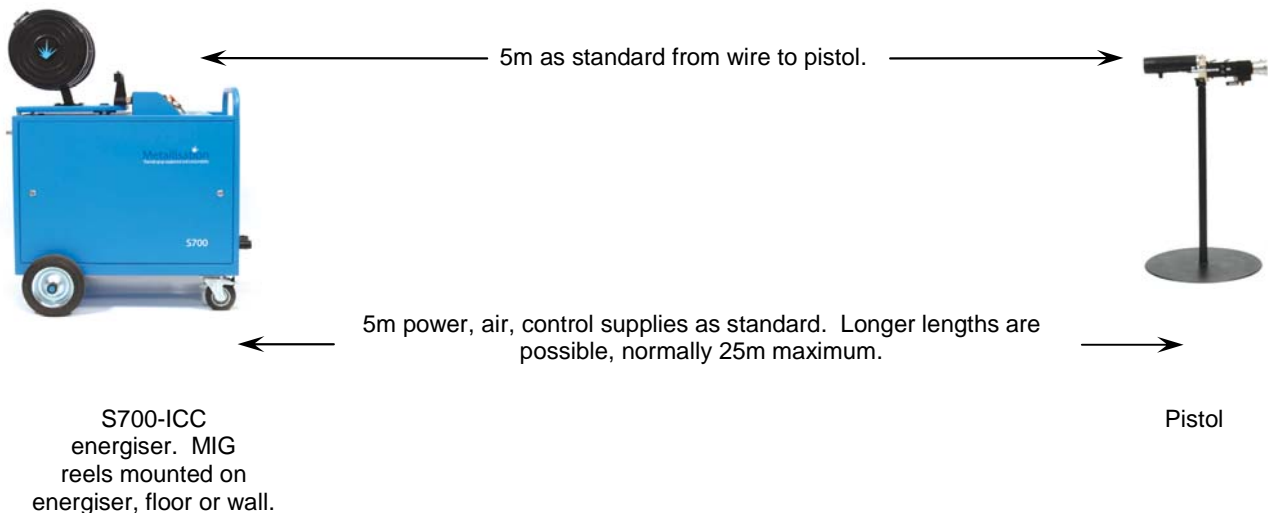 5m as standard from wire to pistol.
Metallisation
S700
5m power, air, control supplies as standard.  Longer lengths are
possible, normally 25m maximum.
S700-ICC
energiser.  MIG
reels mounted on
energiser, floor or wall.
Pistol